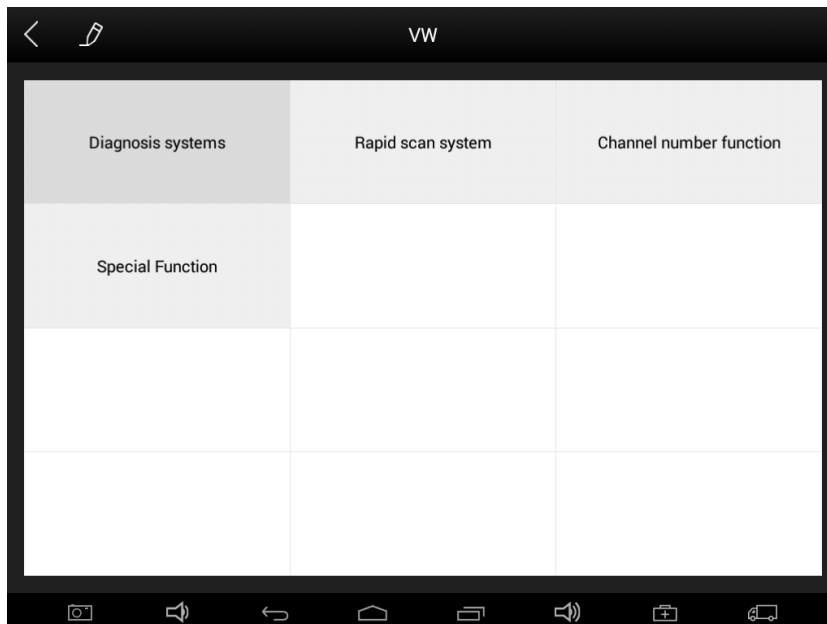 VW
Diagnosis systems
Rapid scan system
Channel number function
Special Function